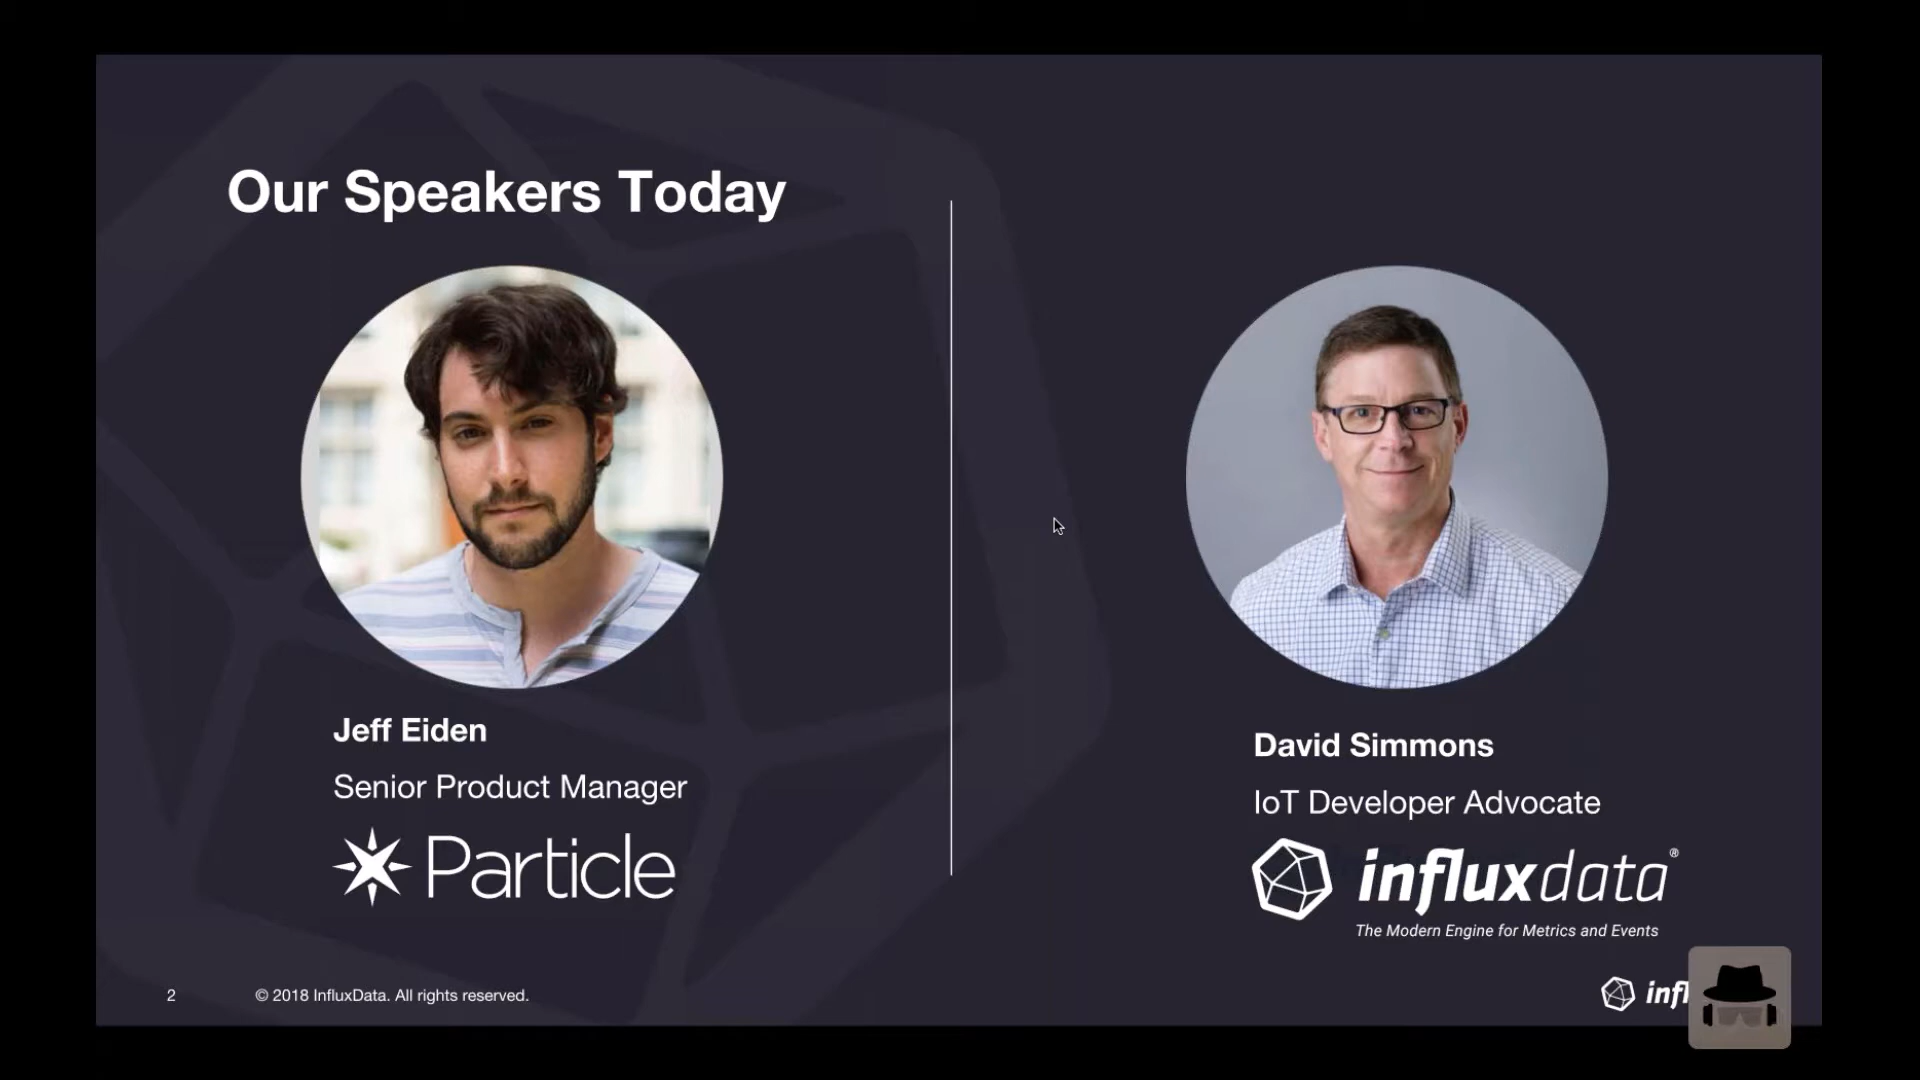 Our Speakers Today
Jeff Eiden
Senior Product Manager
Particle
David Simmons
IoT Developer Advocate
influxdata®
The Modern Engine for Metrics and Events
2
© 2018 InfluxData. All rights reserved.
infl